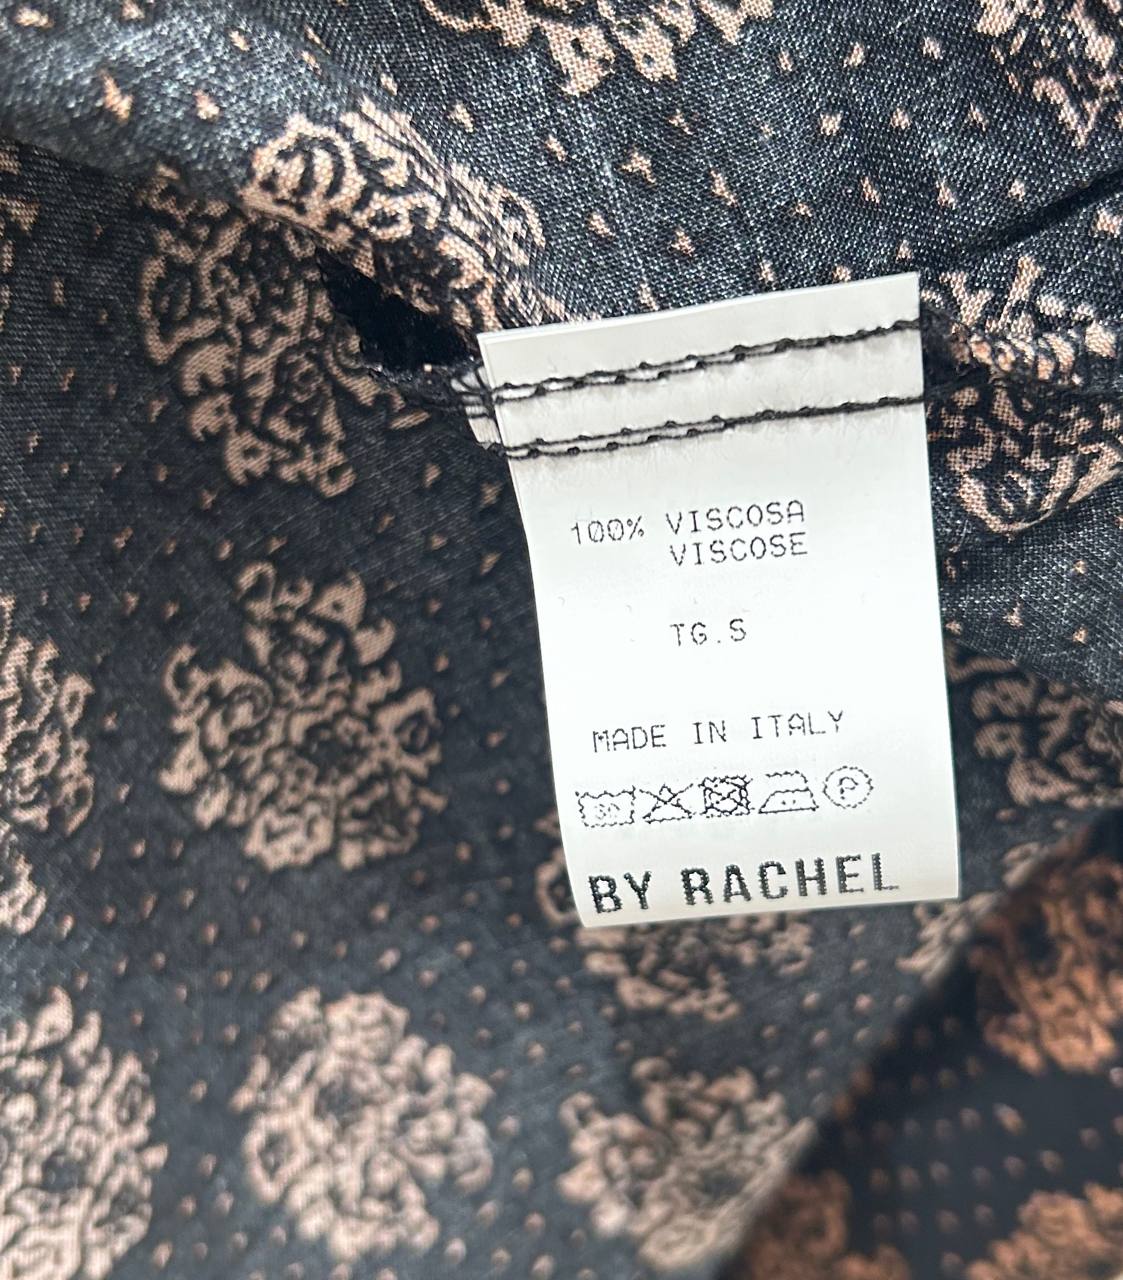 100% VISCOSA
VISCOSE
TG.S
MADE IN ITALY
P
BY RACHEL